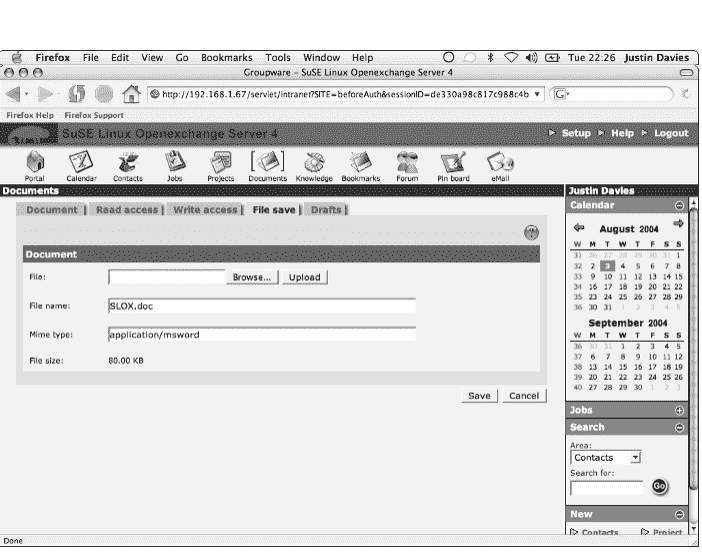 Firefox File Edit View Go Bookmarks Tools Window Help Tue 22:26 Justin Davies
Groupware – SuSE Linux Openexchange Server 4
http://192.168.1.67/servlet/intranet?SITE=beforeAuth&sessionID=de330a98c817c988c4b G
Firefox Help Firefox Support
SuSE Linux Openexchange Server 4 Setup Help Logout
Portal Calendar Contacts Jobs Projects Documents Knowledge Bookmarks Forum Pin board eMail
Documents
Document Read access Write access File save Drafts
Document
File: Browse... Upload
File name: SLOX.doc
Mime type: application/msword
File size: 80.00 KB
Save Cancel
Justin Davies
Calendar
August 2004
W M T W T F S S
31 26 27 28 29 30 31 1
32 2 3 4 5 6 7 8
33 9 10 11 12 13 14 15
34 16 17 18 19 20 21 22
35 23 24 25 26 27 28 29
36 30 31 1 2 3 4 5
September 2004
W M T W T F S S
36 30 31 1 2 3 4 5
37 6 7 8 9 10 11 12
38 13 14 15 16 17 18 19
39 20 21 22 23 24 25 26
40 27 28 29 30 1 2 3
Jobs
Search
Area:
Contacts
Search for:
Go
New
Contacts Project
Done